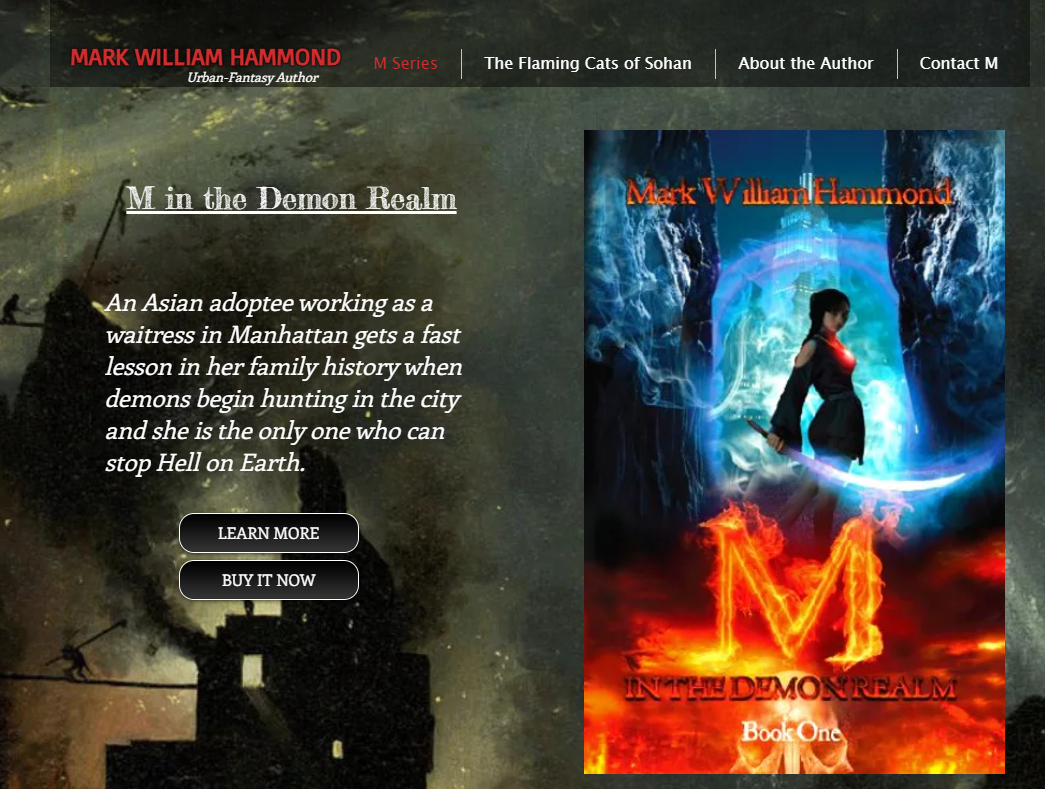 MARK WILLIAM HAMMOND
Urban-Fantasy Author
M Series
The Flaming Cats of Sohan
About the Author
Contact M
M in the Demon Realm
An Asian adoptee working as a
waitress in Manhattan gets a fast
lesson in her family history when
demons begin hunting in the city
and she is the only one who can
stop Hell on Earth.
LEARN MORE
BUY IT NOW
Mark William Hammond
M
IN THE DEMON REALM
Book One